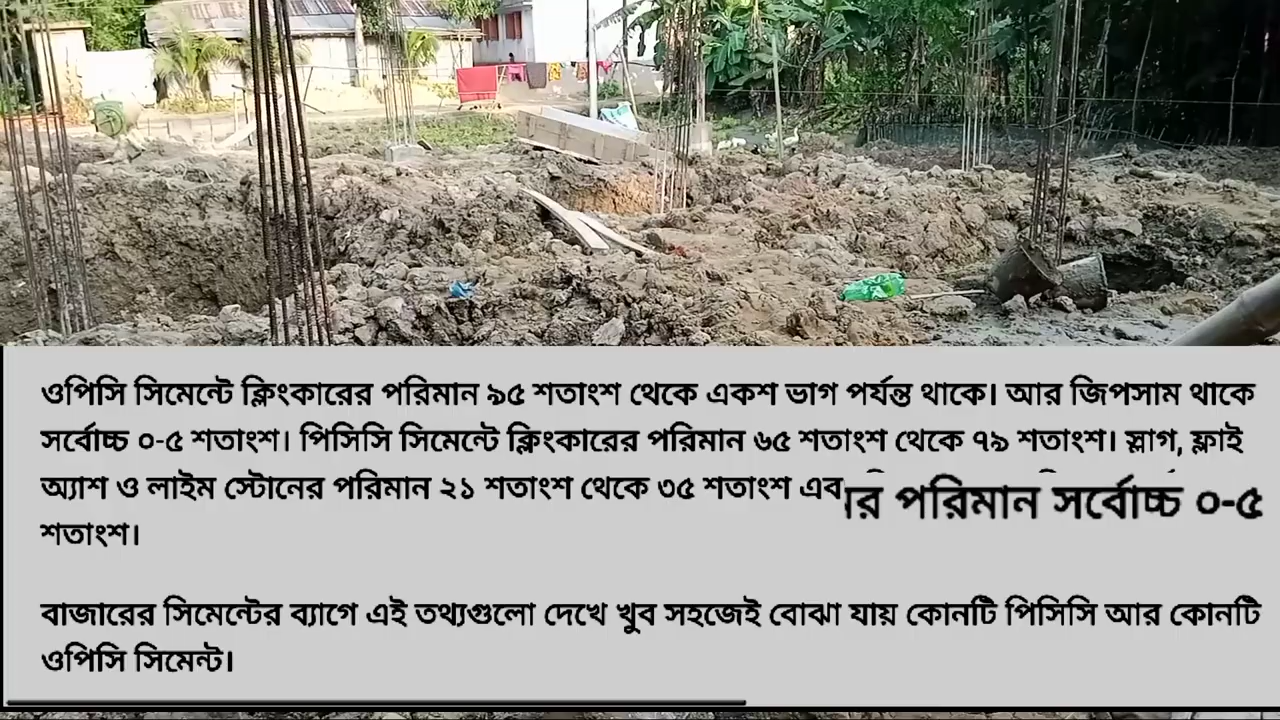 ওপিসি সিমেন্টে ক্লিংকারের পরিমান ৯৫ শতাংশ থেকে একশ ভাগ পর্যন্ত থাকে। আর জিপসাম থাকে
সর্বোচ্চ ০-৫ শতাংশ। পিসিসি সিমেন্টে ক্লিংকারের পরিমান ৬৫ শতাংশ থেকে ৭৯ শতাংশ। স্লাগ, ফ্লাই
অ্যাশ ও লাইম স্টোনের পরিমান ২১ শতাংশ থেকে ৩৫ শতাংশ পরিমান সর্বোচ্চ ০-৫
শতাংশ।
বাজারের সিমেন্টের ব্যাগে এই তথ্যগুলো দেখে খুব সহজেই বোঝা যায় কোনটি পিসিসি আর কোনটি
ওপিসি সিমেন্ট।